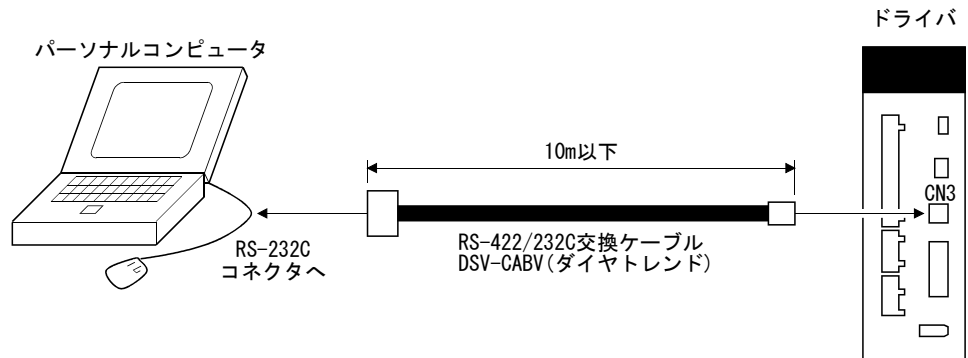 ドライバ
パーソナルコンピュータ
10m以下
CN3
RS-232C
コネクタへ
RS-422/232C交換ケーブル
DSV-CABV(ダイヤトレンド)